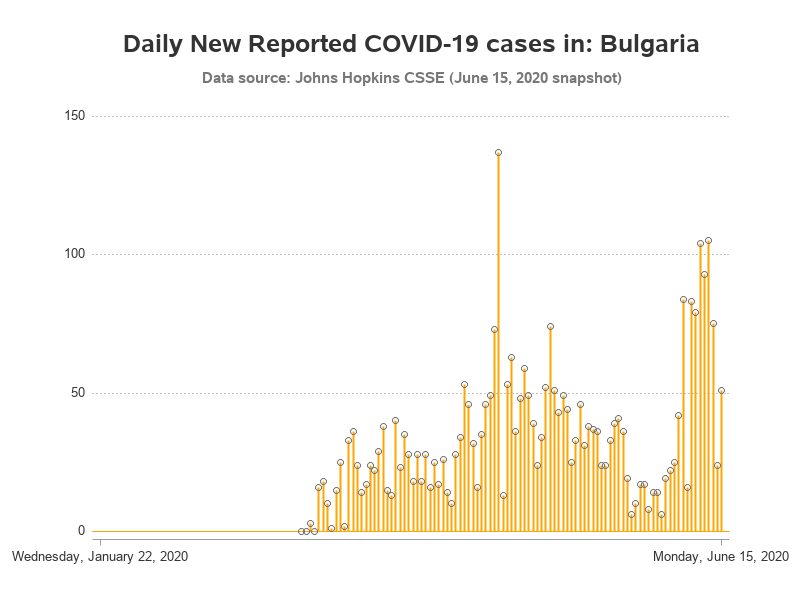 Daily New Reported COVID-19 cases in: Bulgaria
Data source: Johns Hopkins CSSE (June 15, 2020 snapshot)
150
100
50
0
Wednesday, January 22, 2020
Monday, June 15, 2020